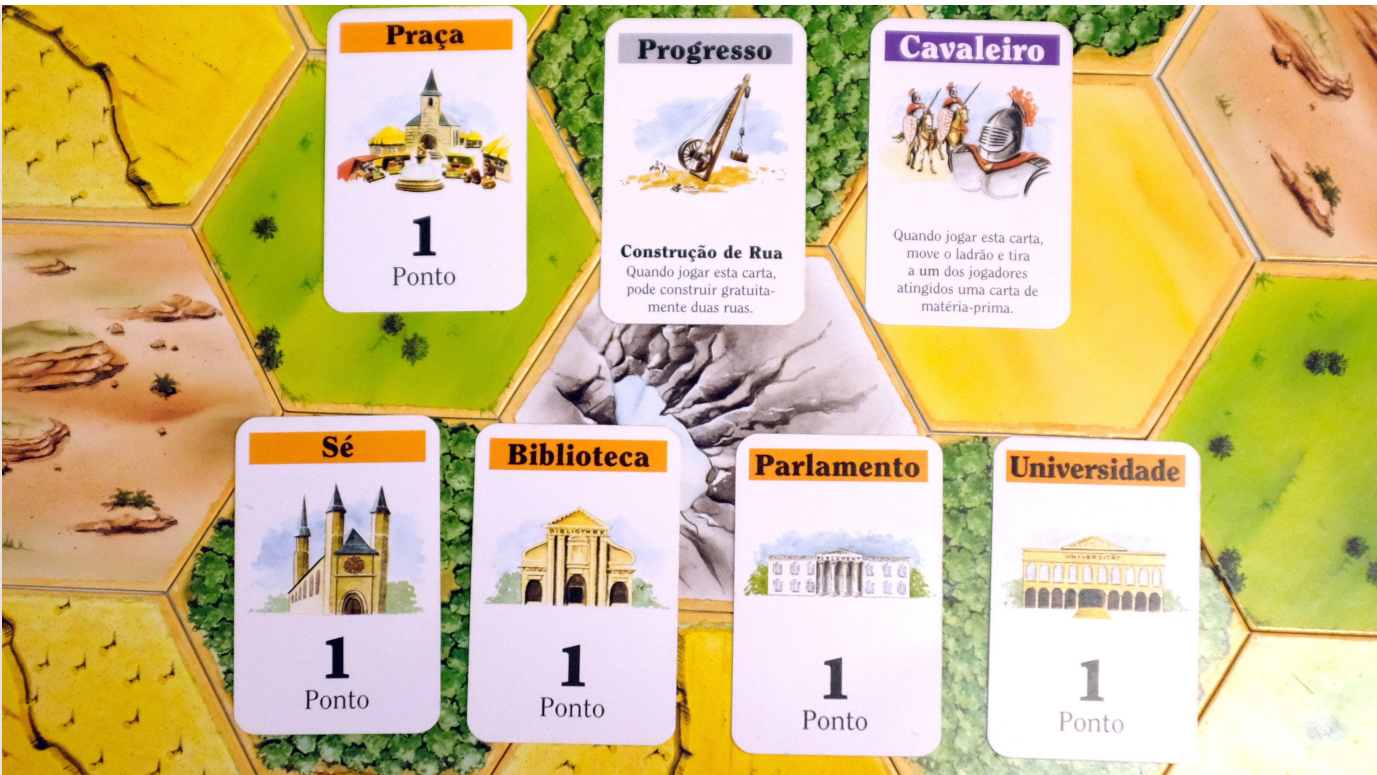 Praça
1
Ponto
Progresso
Construção de Rua
Quando jogar esta carta,
pode construir gratuita-
mente duas ruas.
Cavaleiro
Quando jogar esta carta,
move o ladrão e tira
a um dos jogadores
atingidos uma carta de
matéria-prima.
Sé
1
Ponto
Biblioteca
BIBLIOTHEK
1
Ponto
Parlamento
1
Ponto
Universidade
UNIVERSITÄT
1
Ponto